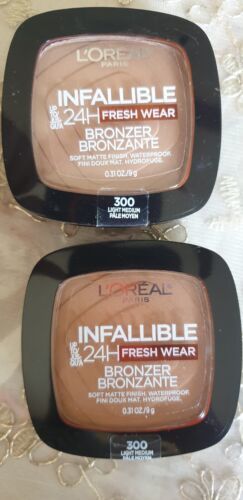 L'ORÉAL
PARIS
INFALLIBLE
UP TO
24H FRESH WEAR
BRONZER
BRONZANTE
SOFT MATTE FINISH. WATERPROOF.
FINI DOUX MAT. HYDROFUGE.
0.31 OZ/9g
300
LIGHT MEDIUM
PÂLE MOYEN
L'ORÉAL
PARIS
INFALLIBLE
UP TO
24H FRESH WEAR
BRONZER
BRONZANTE
SOFT MATTE FINISH. WATERPROOF.
FINI DOUX MAT. HYDROFUGE.
0.31 OZ/9g
300
LIGHT MEDIUM
PÂLE MOYEN